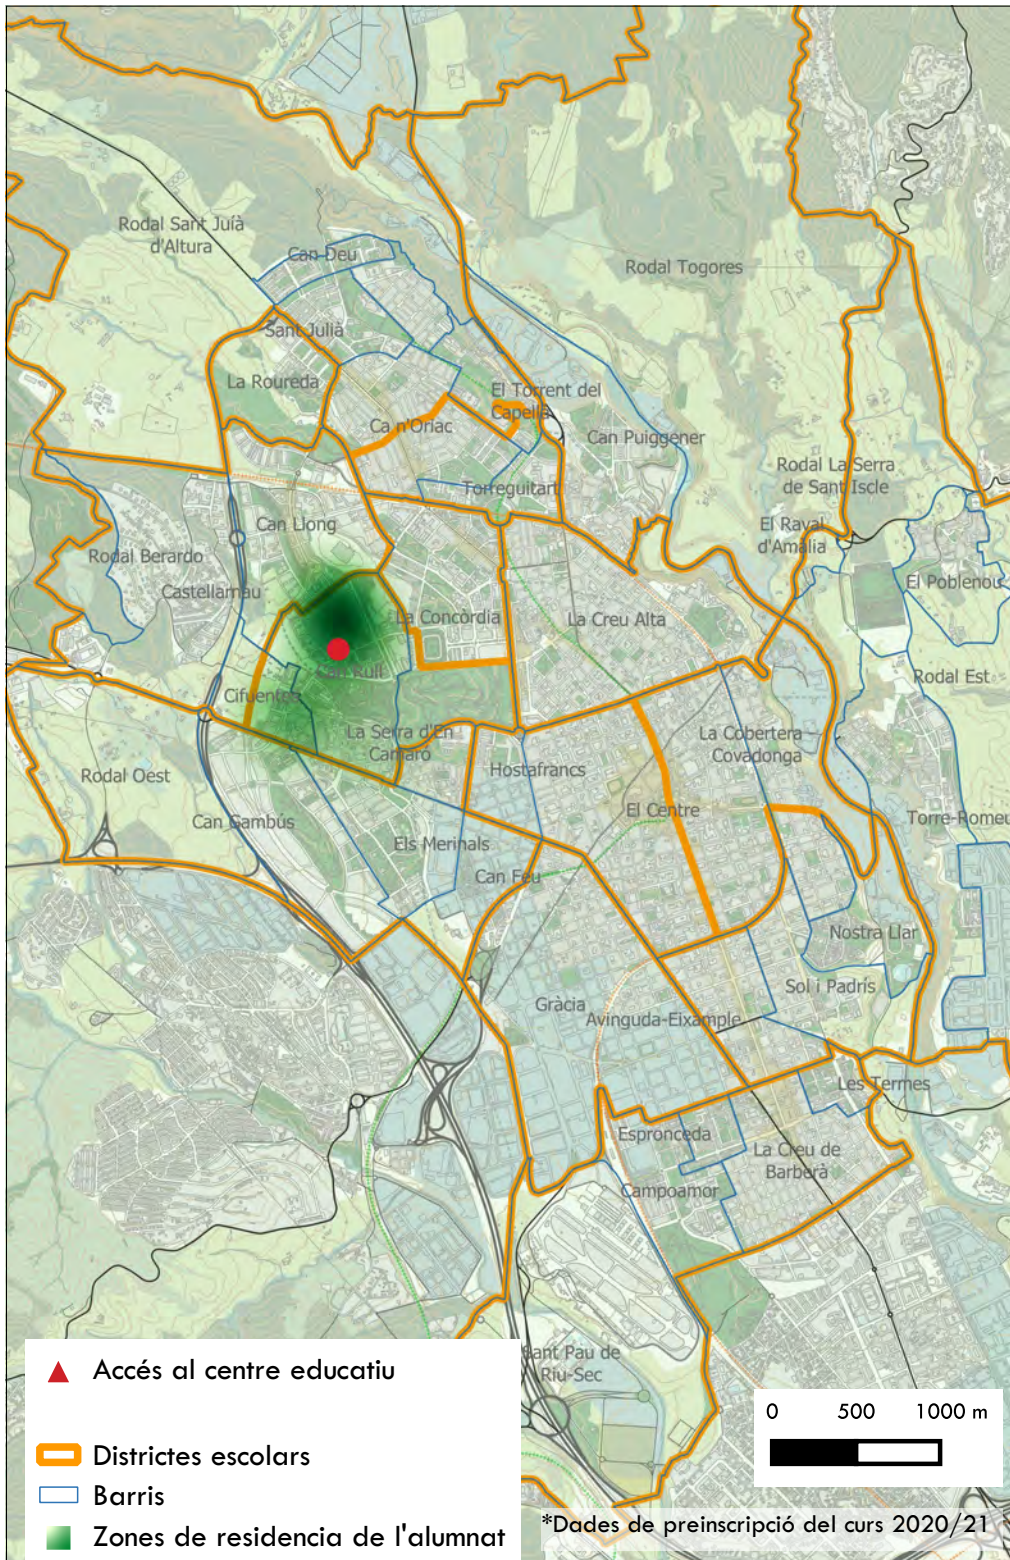 Rodal Sant Juíà
d'Altura
Can Deu
Rodal Togores
Sant Julià
La Roureda
El Torrent del
Capellà
Ca n'Oriac
Can Puiggener
Rodal La Serra
de Sant Iscle
Torreguitart
Can Llong
El Raval
d'Amàlia
Rodal Berardo
El Poblenou
Castellarnau
La Concòrdia
La Creu Alta
Can Rull
Rodal Est
Cifuentes
La Serra d'En
Camaró
La Cobertera
Covadonga
Rodal Oest
Hostafrancs
El Centre
Can Gambús
Torre-Romeu
Els Merinals
Can Feu
Nostra Llar
Sol i Padrís
Gràcia
Avinguda-Eixample
Les Termes
Espronceda
La Creu de
Barberà
Campoamor
Sant Pau de
Riu-Sec
Accés al centre educatiu
Districtes escolars
Barris
Zones de residencia de l'alumnat
0 500 1000 m
*Dades de preinscripció del curs 2020/21